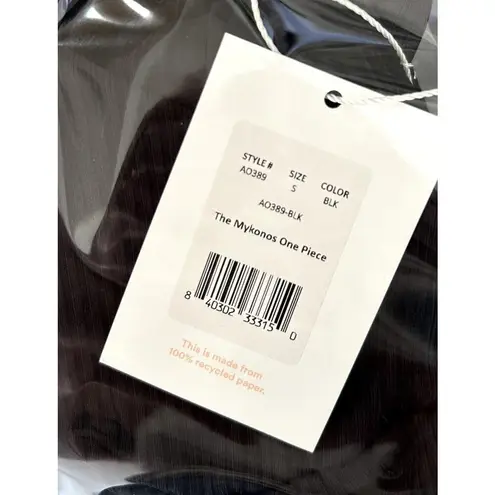 STYLE # SIZE COLOR
AO389 S BLK
AO389-BLK
The Mykonos One Piece
8 40302 33315 0
This is made from
100% recycled paper.